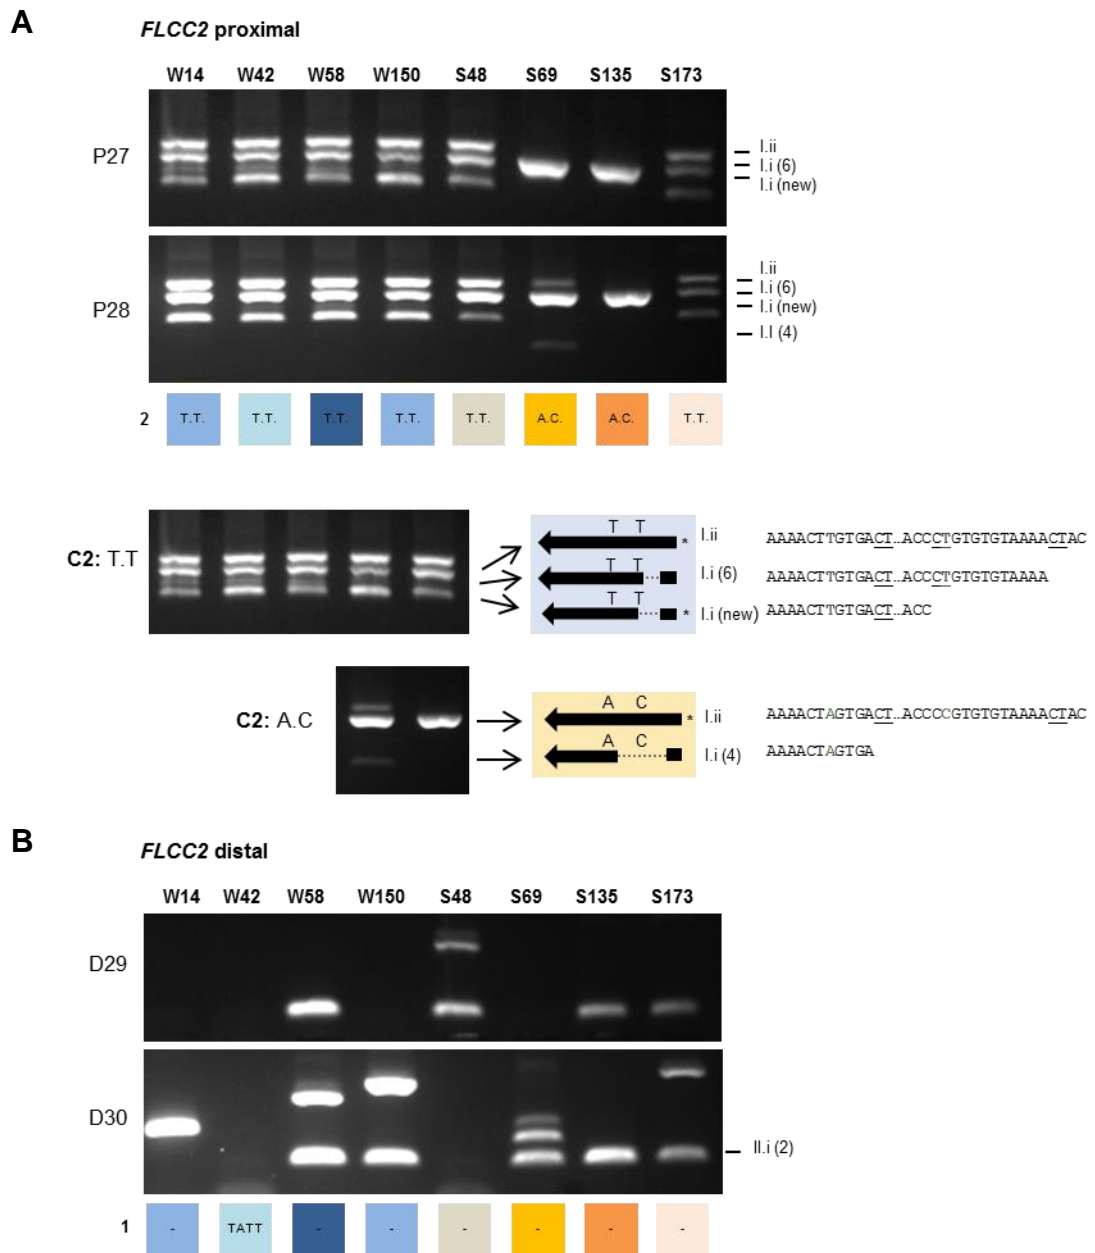 A
FLCC2 proximal
W14 W42 W58 W150 S48 S69 S135 S173
P27
I.ii
I.i (6)
I.i (new)
P28
I.ii
I.i (6)
I.i (new)
I.I (4)
2 T.T. T.T. T.T. T.T. T.T. A.C. A.C. T.T.
C2: T.T
T T
* I.ii AAAACTTGTGACT...ACCCTGTGTGTAAAACTAC
T T
I.i (6) AAAACTTGTGACT...ACCCTGTGTGTAAAA
T T
* I.i (new) AAAACTTGTGACT...ACC
C2: A.C
A C
* I.ii AAAACTAGTGACT...ACCCCGTGTGTAAAACTAC
A C
I.i (4) AAAACTAGTGA
B
FLCC2 distal
W14 W42 W58 W150 S48 S69 S135 S173
D29
D30
II.i (2)
1 - TATT - - - - - -